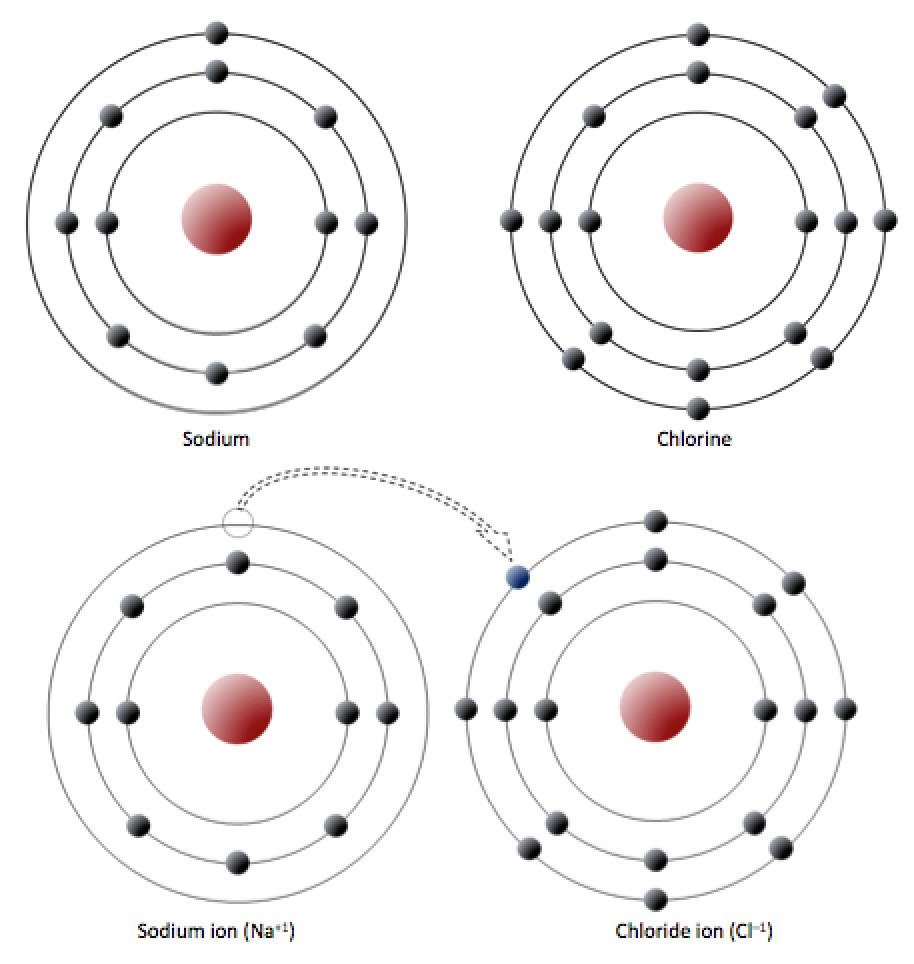 Sodium
Chlorine
Sodium ion (Na⁺¹)
Chloride ion (Cl⁻¹)